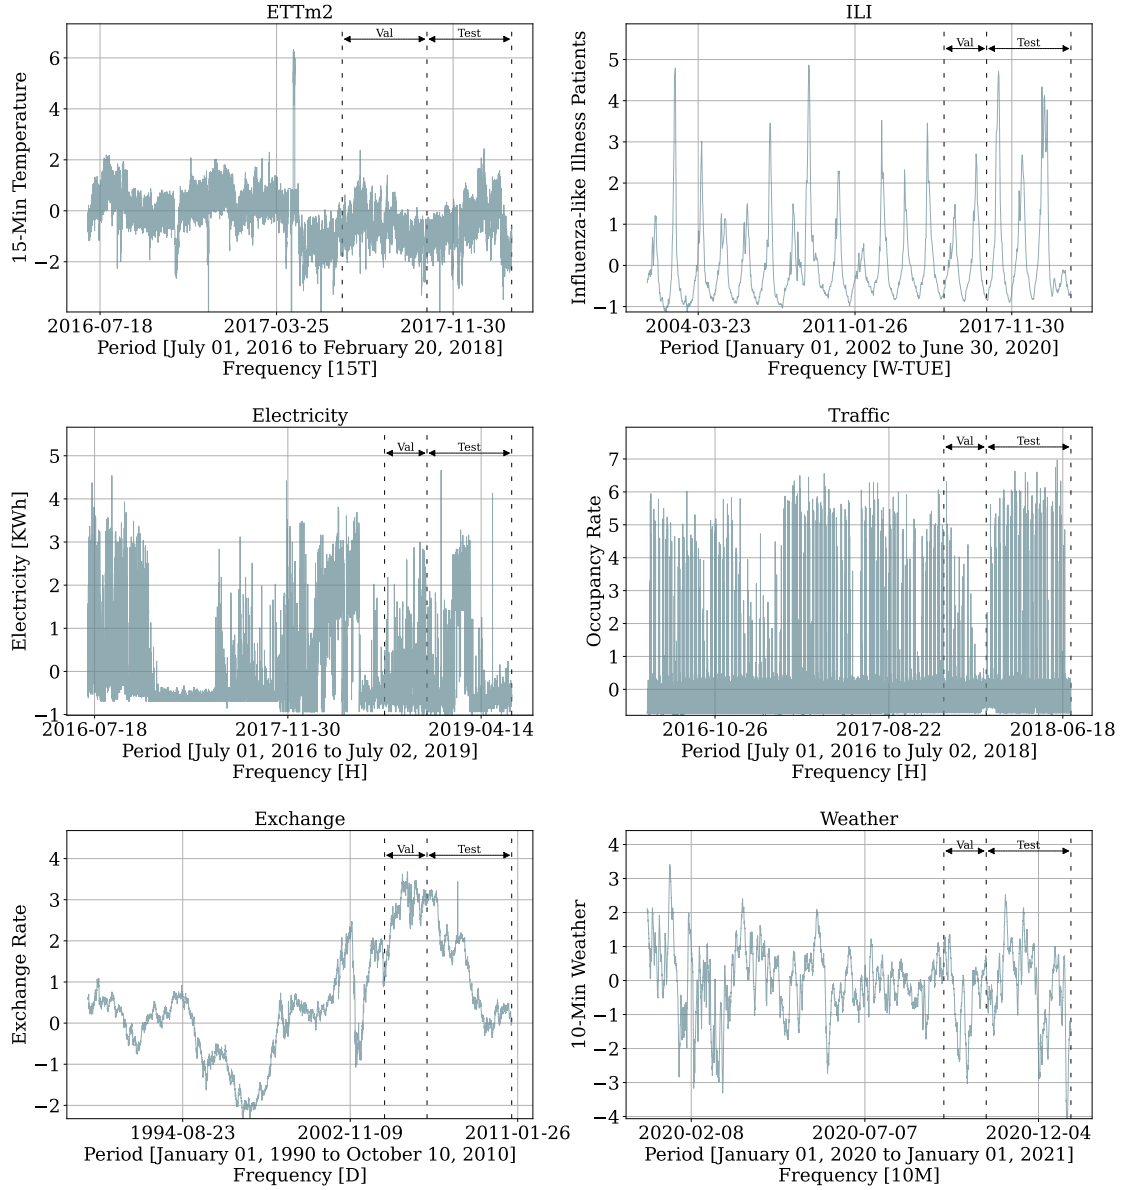 ETTm2
Val
Test
6
4
2
0
−2
15-Min Temperature
2016-07-18
2017-03-25
2017-11-30
Period [July 01, 2016 to February 20, 2018]
Frequency [15T]
ILI
Val
Test
5
4
3
2
1
0
−1
Influenza-like Illness Patients
2004-03-23
2011-01-26
2017-11-30
Period [January 01, 2002 to June 30, 2020]
Frequency [W-TUE]
Electricity
Val
Test
5
4
3
2
1
0
−1
Electricity [KWh]
2016-07-18
2017-11-30
2019-04-14
Period [July 01, 2016 to July 02, 2019]
Frequency [H]
Traffic
Val
Test
7
6
5
4
3
2
1
0
Occupancy Rate
2016-10-26
2017-08-22
2018-06-18
Period [July 01, 2016 to July 02, 2018]
Frequency [H]
Exchange
Val
Test
4
3
2
1
0
−1
−2
Exchange Rate
1994-08-23
2002-11-09
2011-01-26
Period [January 01, 1990 to October 10, 2010]
Frequency [D]
Weather
Val
Test
4
3
2
1
0
−1
−2
−3
−4
10-Min Weather
2020-02-08
2020-07-07
2020-12-04
Period [January 01, 2020 to January 01, 2021]
Frequency [10M]